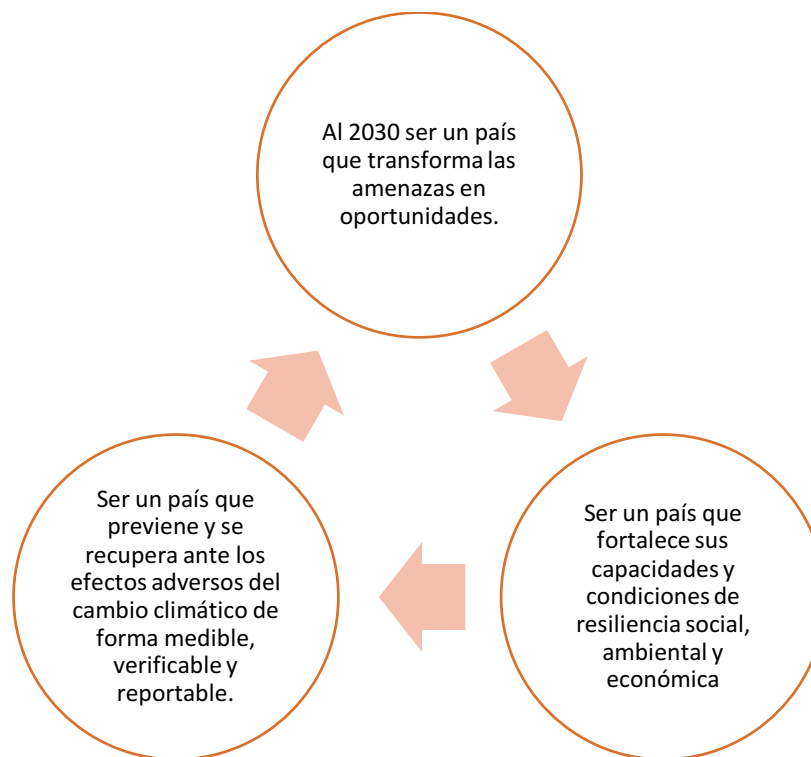 Al 2030 ser un país
que transforma las
amenazas en
oportunidades.
Ser un país que
fortalece sus
capacidades y
condiciones de
resiliencia social,
ambiental y
económica
Ser un país que
previene y se
recupera ante los
efectos adversos del
cambio climático de
forma medible,
verificable y
reportable.